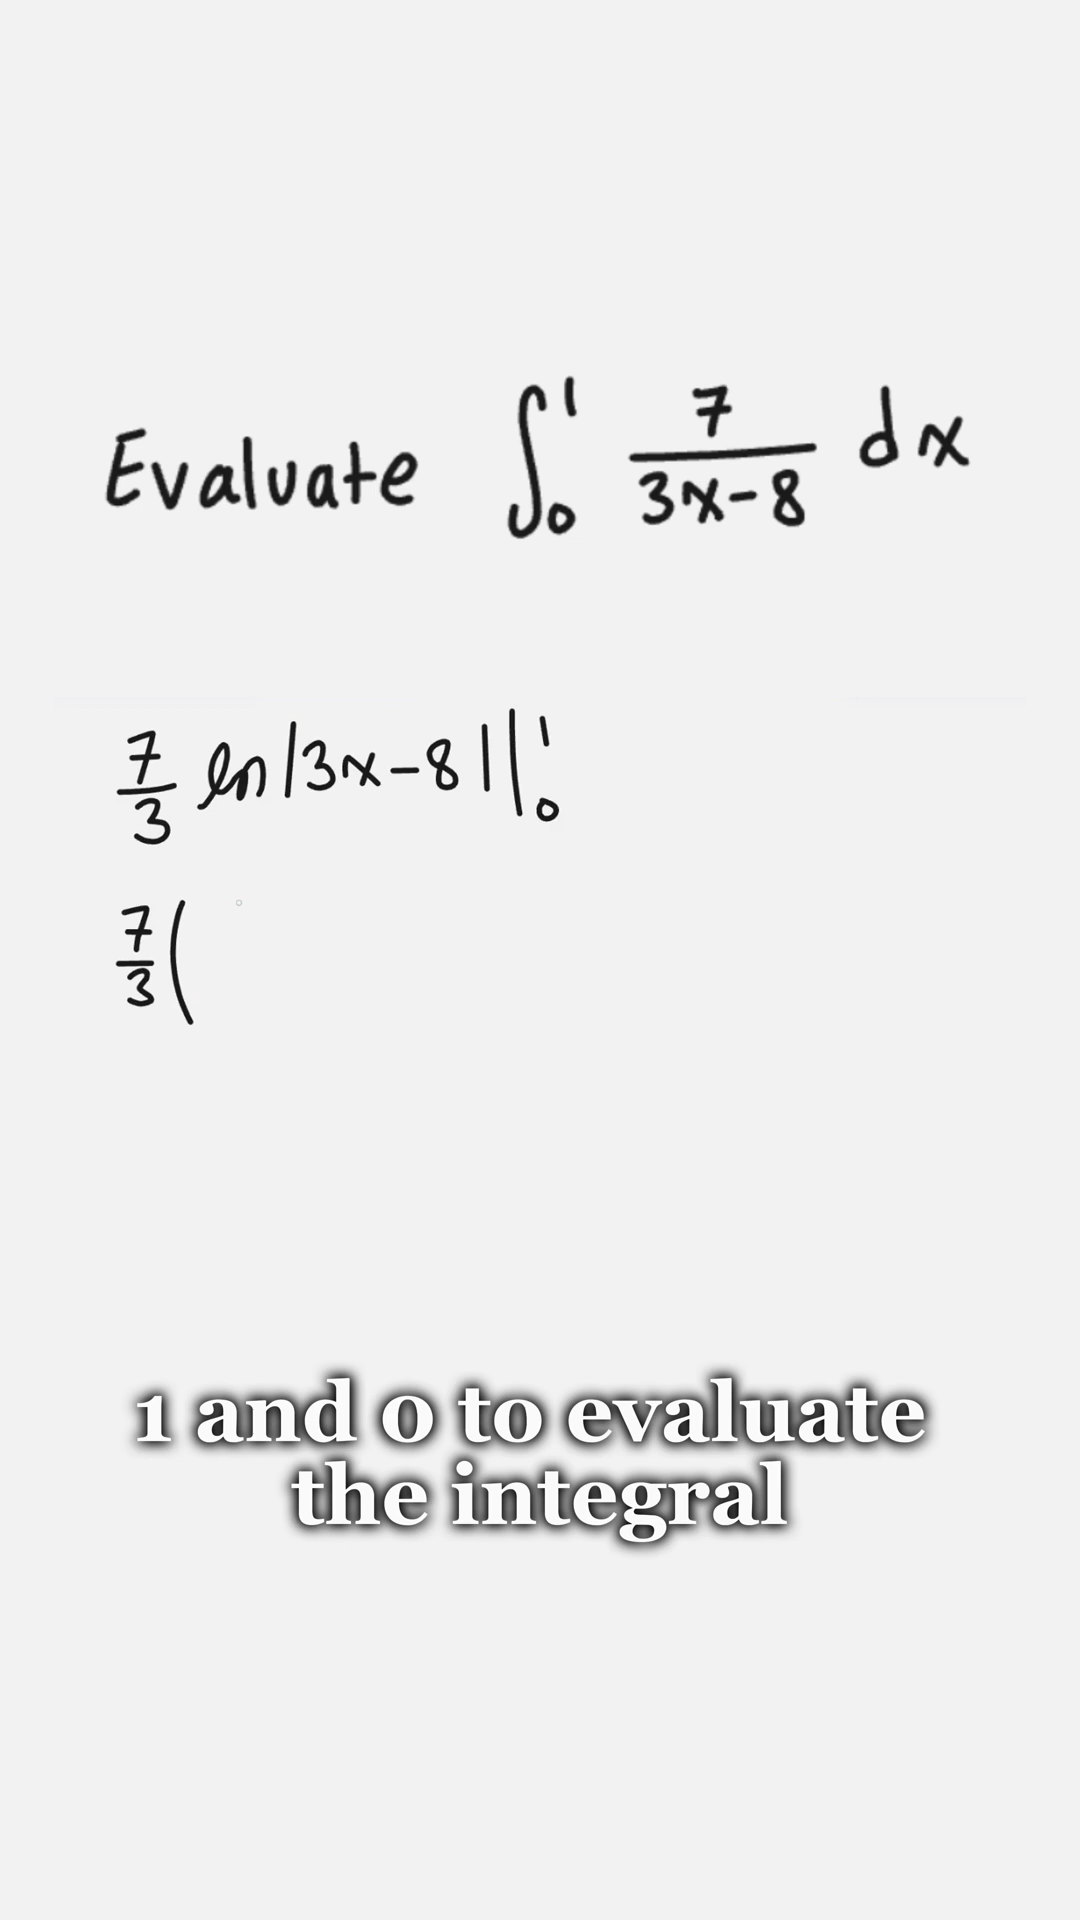 Evaluate ∫₀¹ 7/(3x-8) dx
7/3 ln|3x-8| |₀¹
7/3 (
1 and 0 to evaluate
the integral